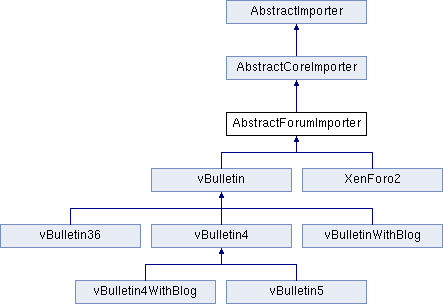 AbstractImporter
AbstractCoreImporter
AbstractForumImporter
vBulletin
XenForo2
vBulletin36
vBulletin4
vBulletinWithBlog
vBulletin4WithBlog
vBulletin5